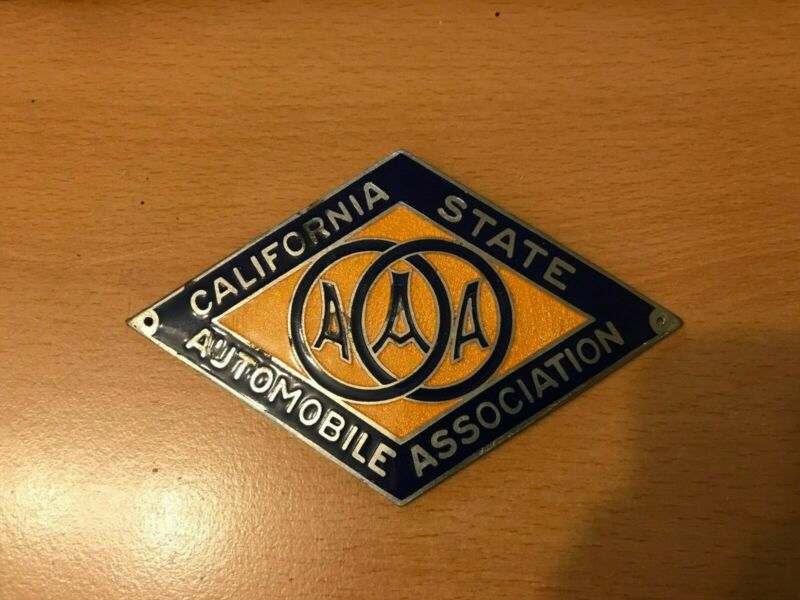 CALIFORNIA
STATE
AAA
AUTOMOBILE
ASSOCIATION